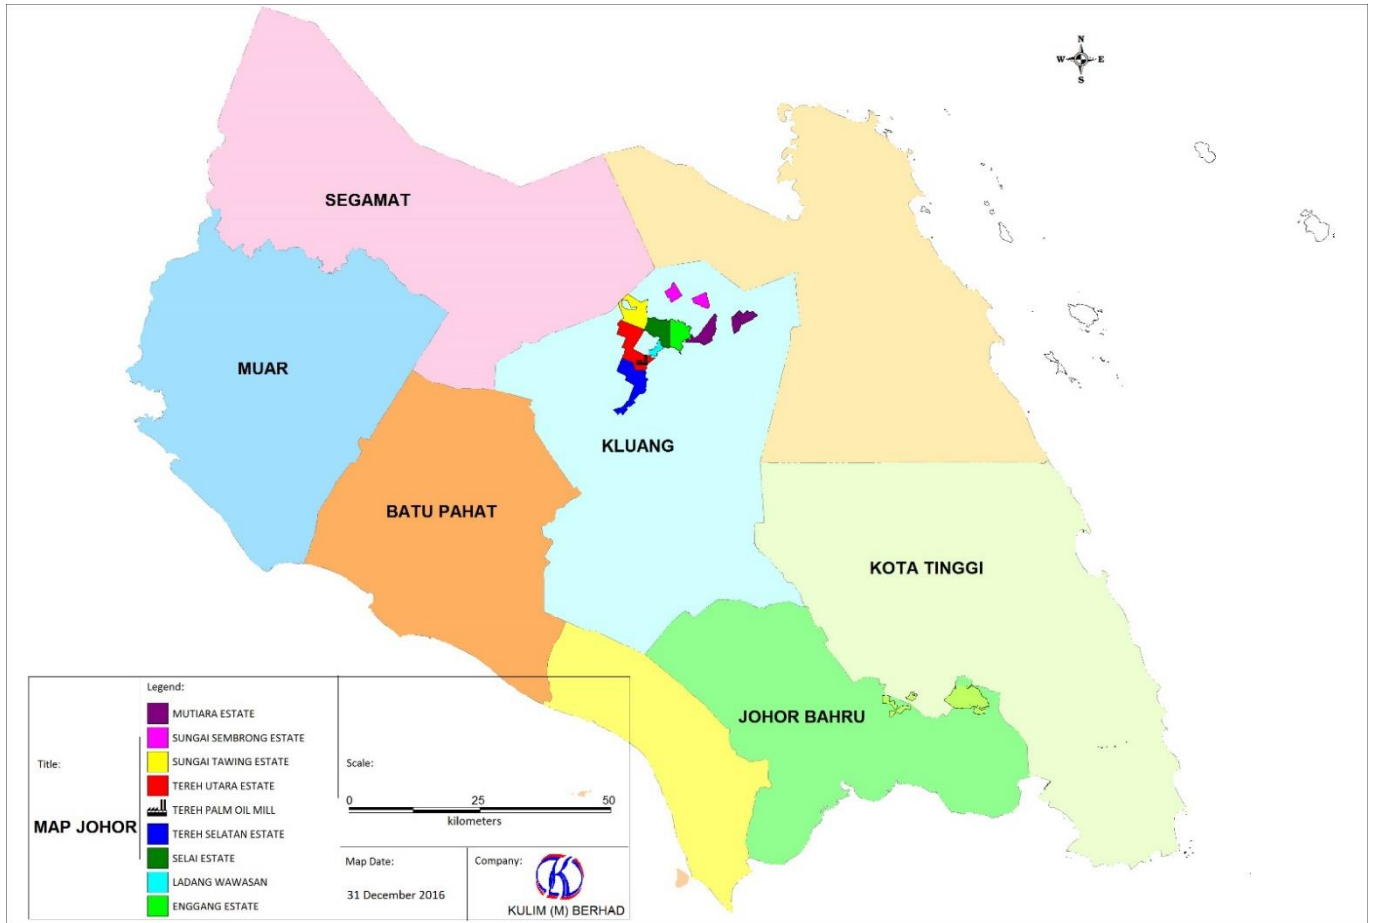 N
W E
S
SEGAMAT
MUAR
KLUANG
BATU PAHAT
KOTA TINGGI
JOHOR BAHRU
Legend:
MUTIARA ESTATE
SUNGAI SEMBRONG ESTATE
SUNGAI TAWING ESTATE
TEREH UTARA ESTATE
TEREH PALM OIL MILL
TEREH SELATAN ESTATE
SELAI ESTATE
LADANG WAWASAN
ENGGANG ESTATE
Title:
MAP JOHOR
Scale:
0 25 50
kilometers
Map Date:
31 December 2016
Company:
K
KULIM (M) BERHAD